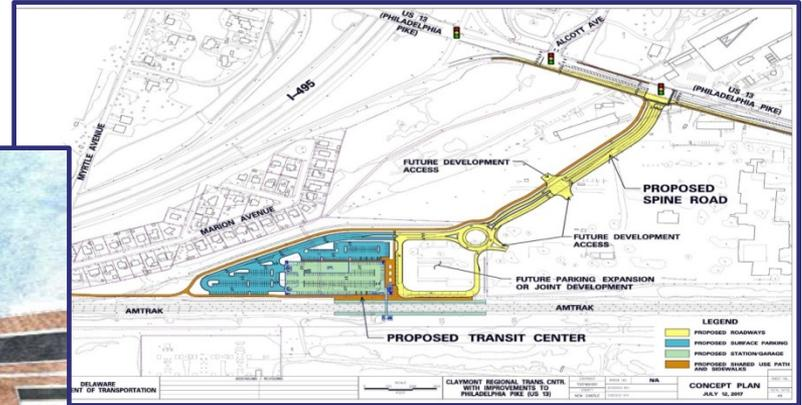 US 13
(PHILADELPHIA
PIKE)
ALCOTT AVE
US 13
(PHILADELPHIA PIKE)
I-495
MYRTLE AVENUE
FUTURE DEVELOPMENT
ACCESS
PROPOSED
SPINE ROAD
MARION AVENUE
FUTURE DEVELOPMENT
ACCESS
FUTURE PARKING EXPANSION
OR JOINT DEVELOPMENT
AMTRAK
AMTRAK
PROPOSED TRANSIT CENTER
LEGEND
PROPOSED ROADWAYS
PROPOSED SURFACE PARKING
PROPOSED STATION/GARAGE
PROPOSED SHARED USE PATH
AND SIDEWALKS
DELAWARE
ENT OF TRANSPORTATION
CLAYMONT REGIONAL TRANS. CNTR.
WITH IMPROVEMENTS TO
PHILADELPHIA PIKE (US 13)
NEW CASTLE
N/A
CONCEPT PLAN
JULY 12, 2017